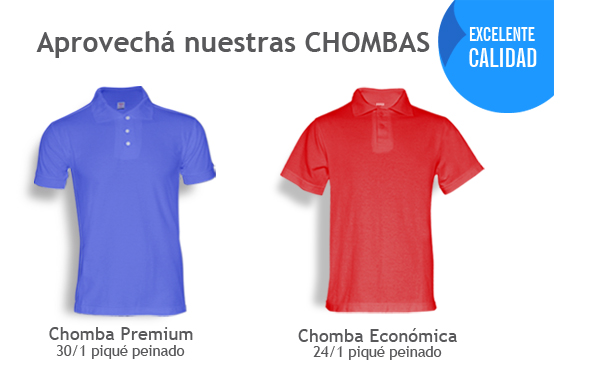 Aprovechá nuestras CHOMBAS
EXCELENTE
CALIDAD
Chomba Premium
30/1 piqué peinado
Chomba Económica
24/1 piqué peinado